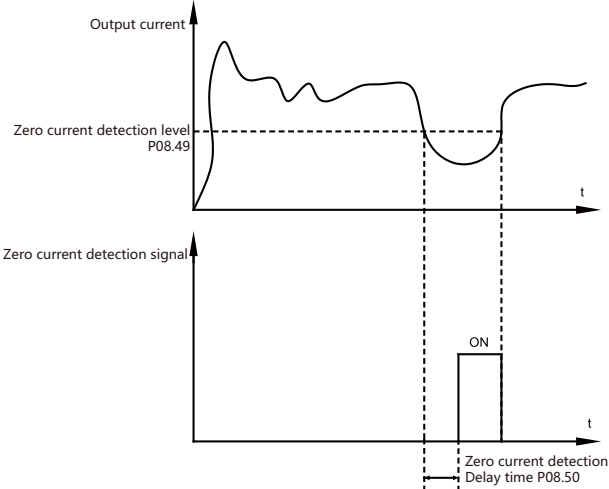 Output current
Zero current detection level
P08.49
t
Zero current detection signal
ON
t
Zero current detection
Delay time P08.50